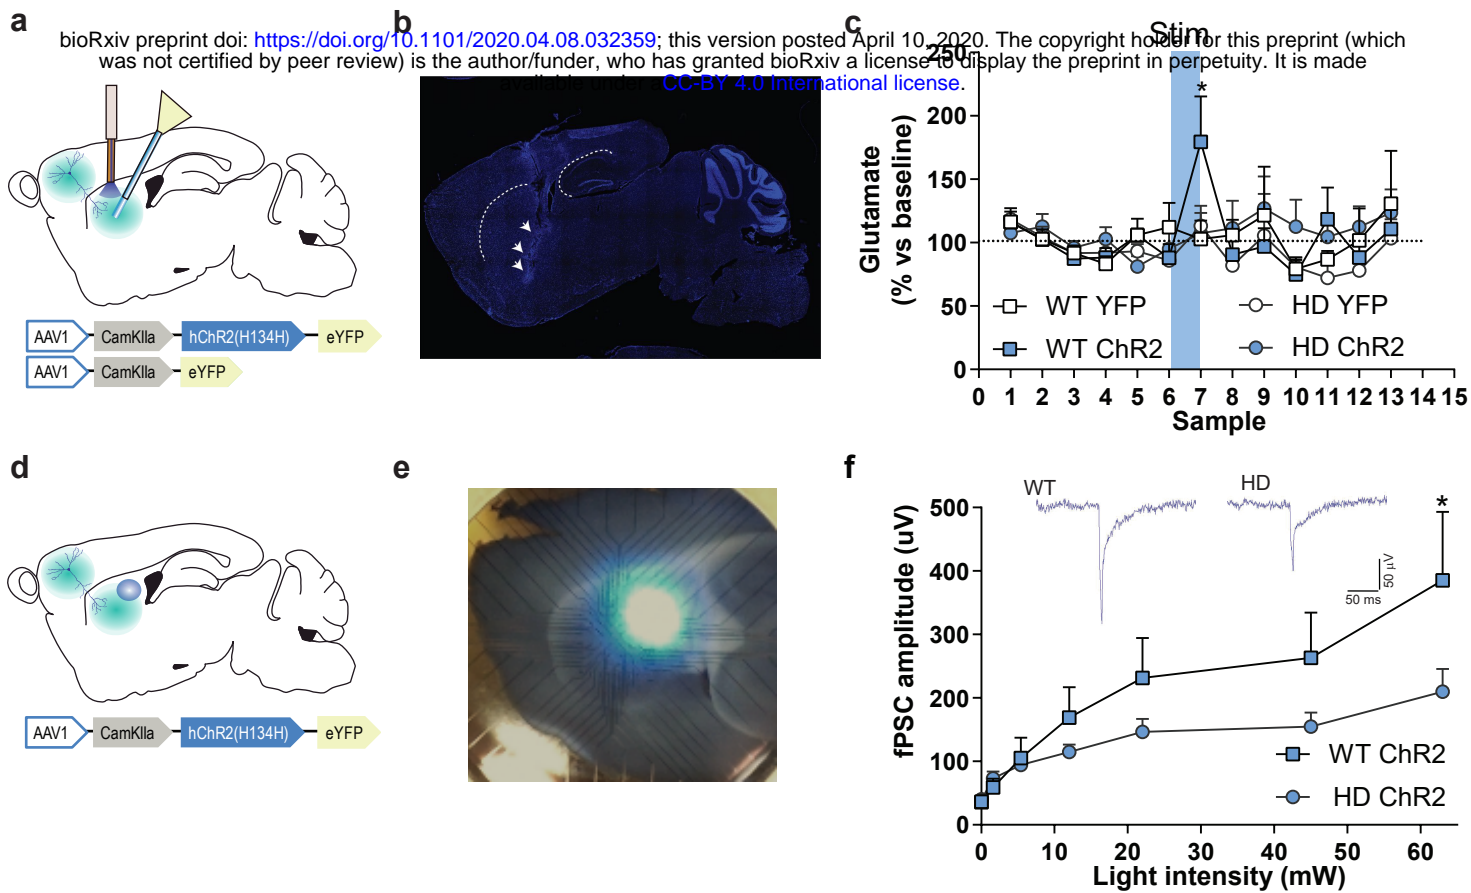 a
b
c
bioRxiv preprint doi: https://doi.org/10.1101/2020.04.08.032359; this version posted April 10, 2020. The copyright holder for this preprint (which
was not certified by peer review) is the author/funder, who has granted bioRxiv a license to display the preprint in perpetuity. It is made
available under aCC-BY 4.0 International license.
AAV1 CamKIIa hChR2(H134H) eYFP
AAV1 CamKIIa eYFP
Stim
*
Glutamate
(% vs baseline)
250
200
150
100
50
0
WT YFP
HD YFP
WT ChR2
HD ChR2
0 1 2 3 4 5 6 7 8 9 10 11 12 13 14 15
Sample
d
e
f
AAV1 CamKIIa hChR2(H134H) eYFP
WT
HD
*
50 µV
50 ms
fPSC amplitude (uV)
500
400
300
200
100
0
WT ChR2
HD ChR2
0 10 20 30 40 50 60
Light intensity (mW)